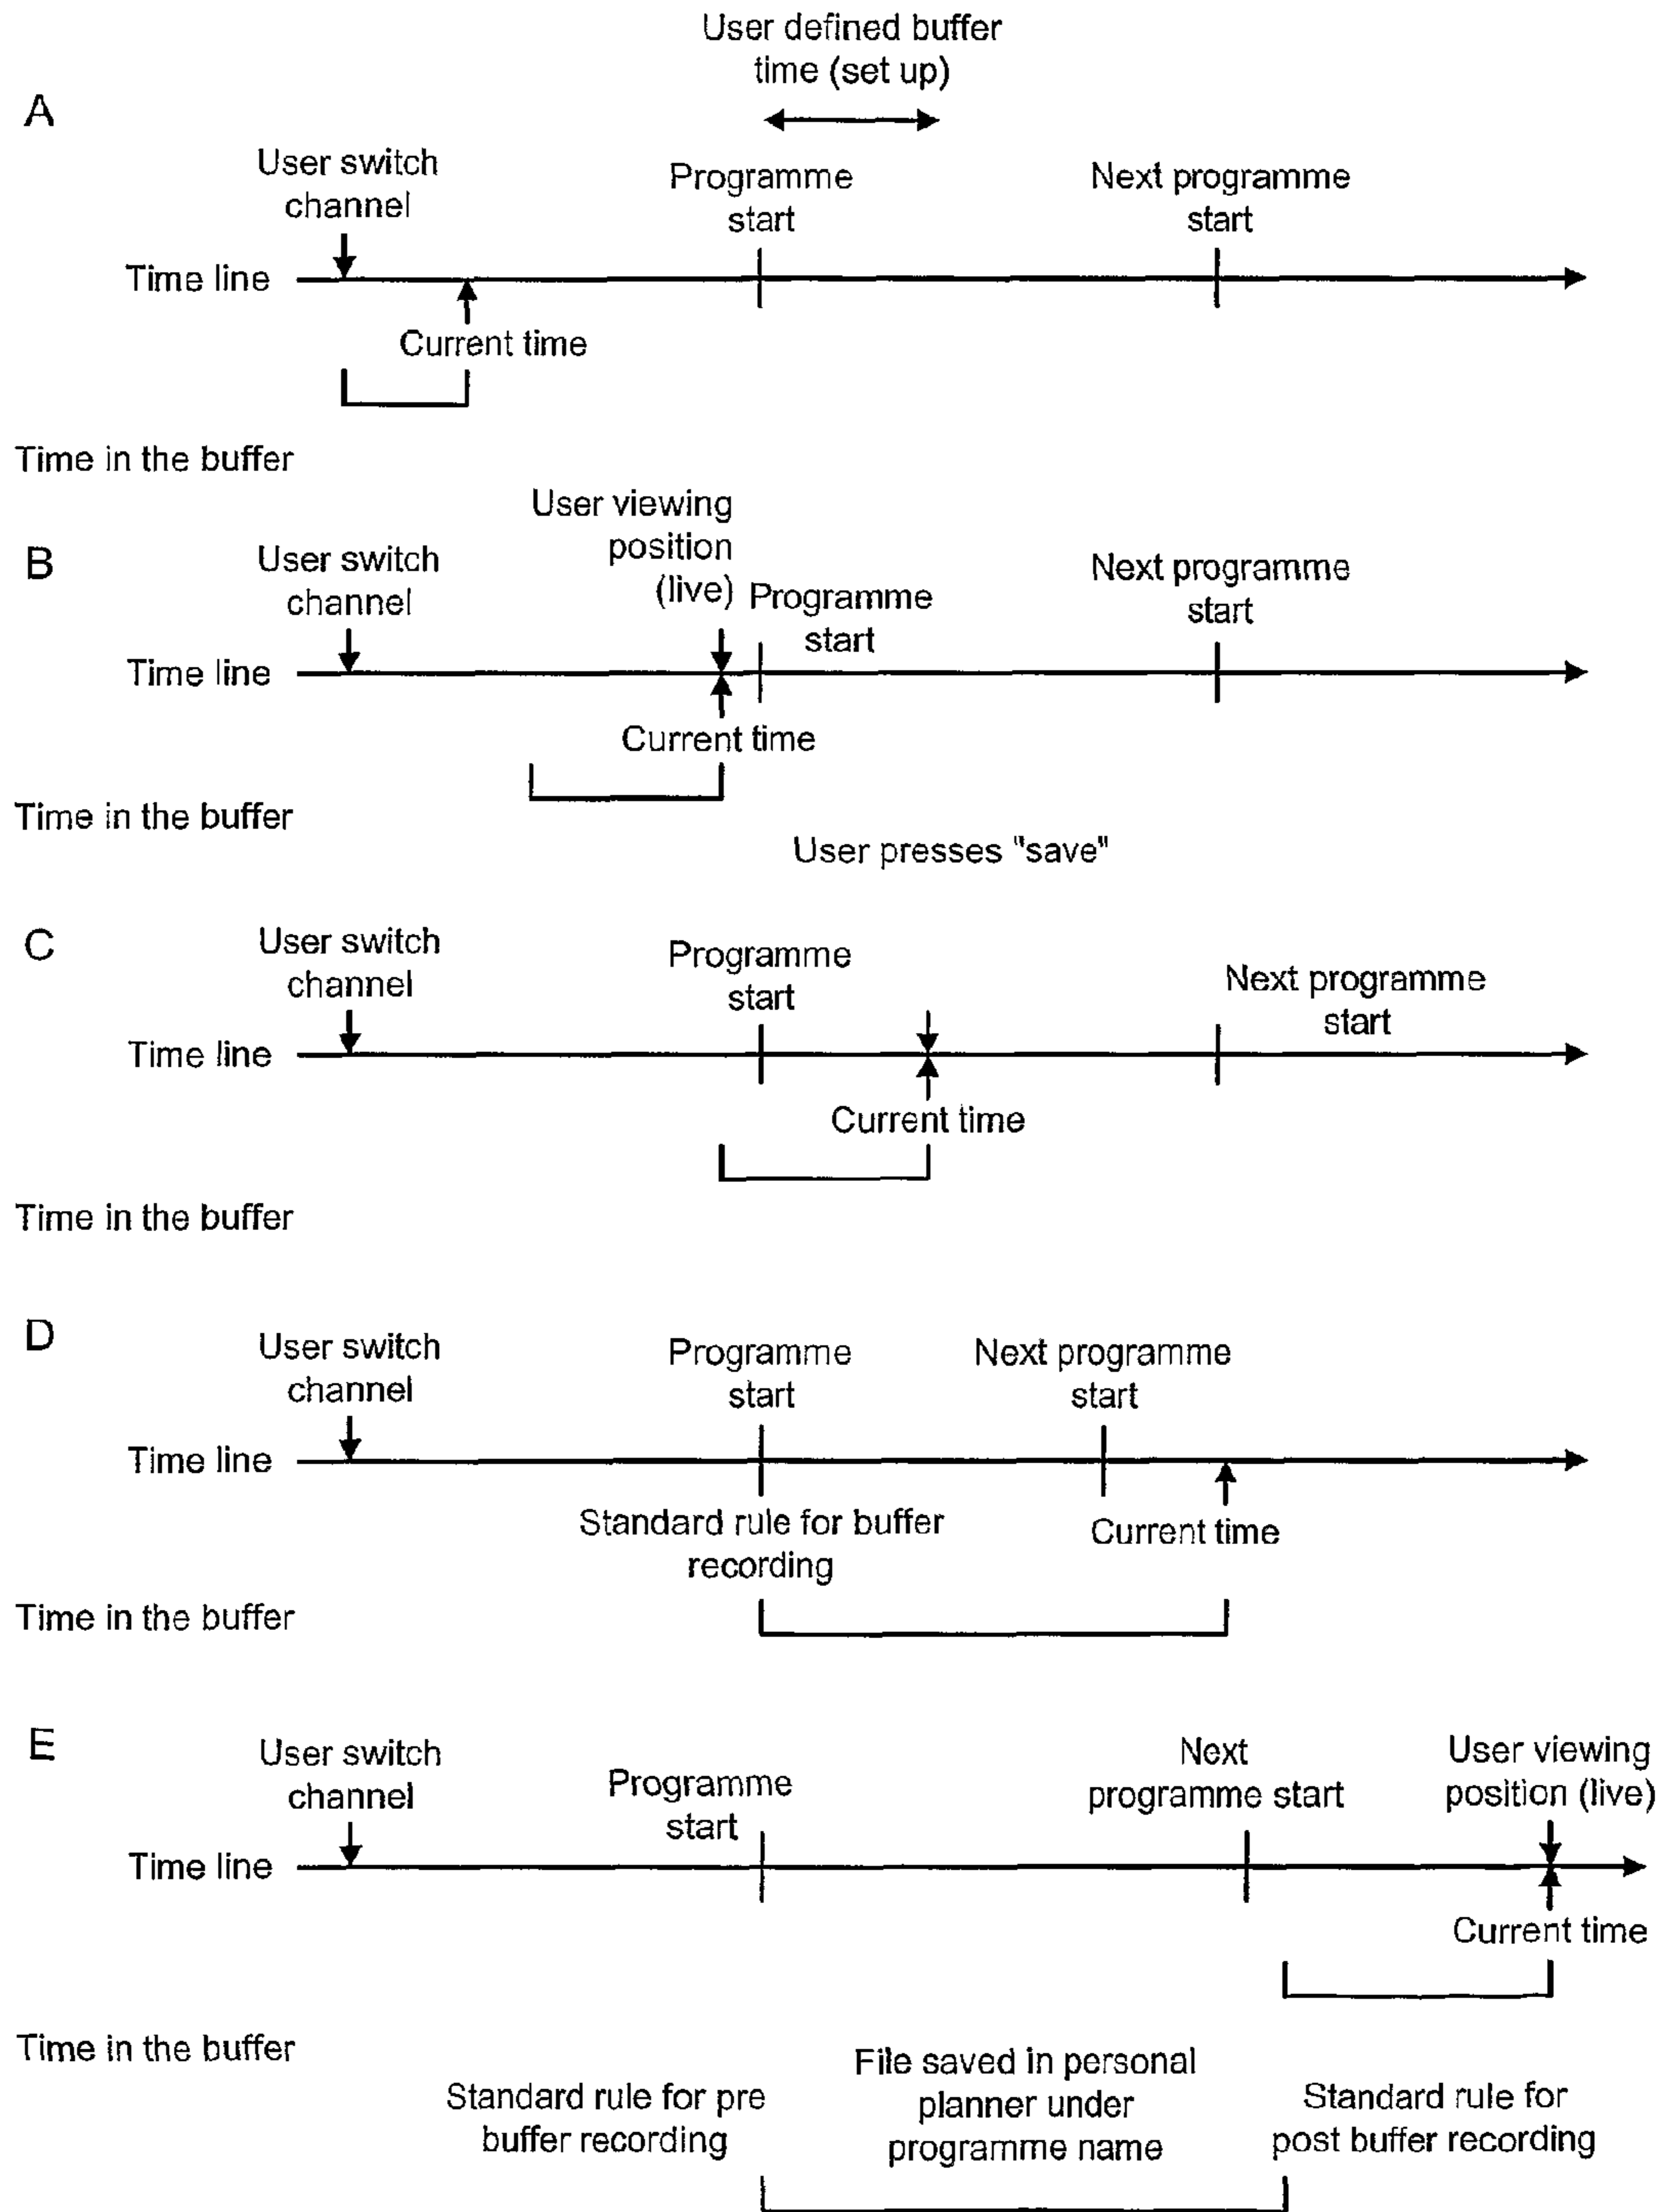 User defined buffer
time (set up)
A
User switch
channel
Programme
start
Next programme
start
Time line
Current time
Time in the buffer
User viewing
position
(live)
B
User switch
channel
Programme
start
Next programme
start
Time line
Current time
Time in the buffer
User presses "save"
C
User switch
channel
Programme
start
Next programme
start
Time line
Current time
Time in the buffer
D
User switch
channel
Programme
start
Next programme
start
Time line
Standard rule for buffer
recording
Current time
Time in the buffer
E
User switch
channel
Programme
start
Next
programme start
User viewing
position (live)
Time line
Current time
Time in the buffer
Standard rule for pre
buffer recording
File saved in personal
planner under
programme name
Standard rule for
post buffer recording